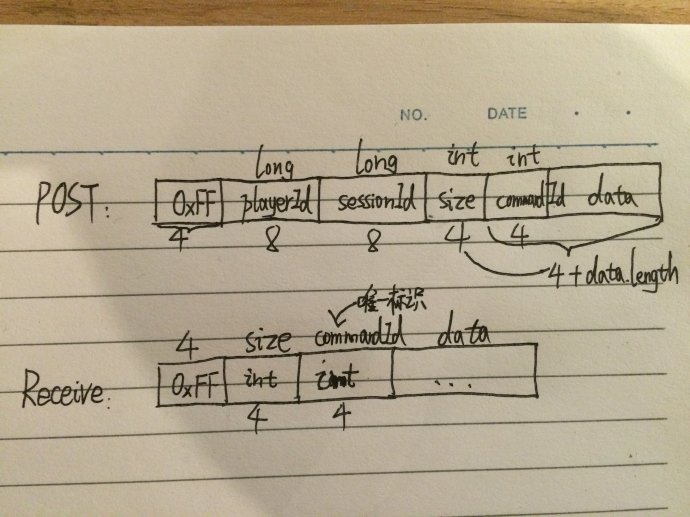 NO. DATE
long long int int
POST: 0xFF playerId sessionId size commandId data
4 8 8 4 4
4+data.length
唯一标识
4 size commandId data
Receive: 0xFF int int ...
4 4